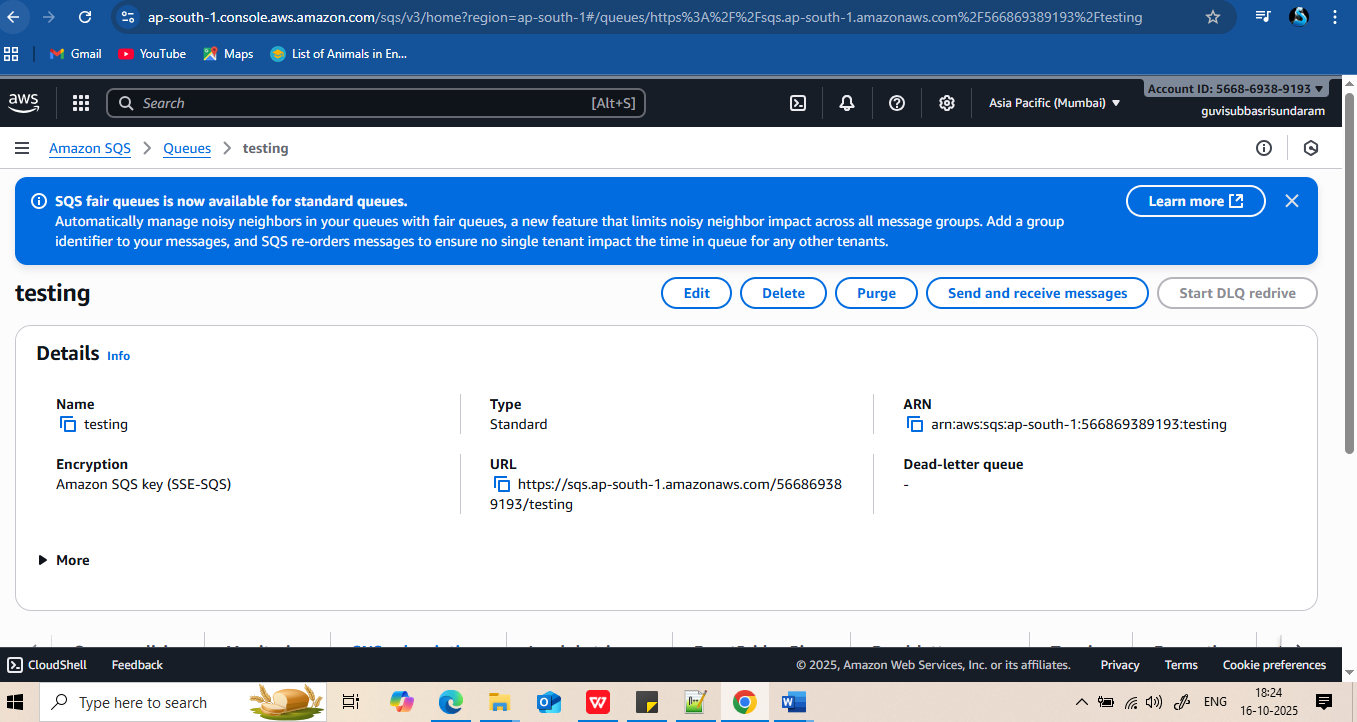 ap-south-1.console.aws.amazon.com/sqs/v3/home?region=ap-south-1#/queues/https%3A%2F%2Fsqs.ap-south-1.amazonaws.com%2F566869389193%2Ftesting
Gmail YouTube Maps List of Animals in En...
aws Search [Alt+S] Asia Pacific (Mumbai) Account ID: 5668-6938-9193
guvisubbasrisundaram
Amazon SQS Queues testing
SQS fair queues is now available for standard queues.
Automatically manage noisy neighbors in your queues with fair queues, a new feature that limits noisy neighbor impact across all message groups. Add a group
identifier to your messages, and SQS re-orders messages to ensure no single tenant impact the time in queue for any other tenants.
Learn more
testing Edit Delete Purge Send and receive messages Start DLQ redrive
Details Info
Name
testing
Type
Standard
ARN
arn:aws:sqs:ap-south-1:566869389193:testing
Encryption
Amazon SQS key (SSE-SQS)
URL
https://sqs.ap-south-1.amazonaws.com/56686938
9193/testing
Dead-letter queue
-
More
CloudShell Feedback © 2025, Amazon Web Services, Inc. or its affiliates. Privacy Terms Cookie preferences
Type here to search ENG 18:24
16-10-2025